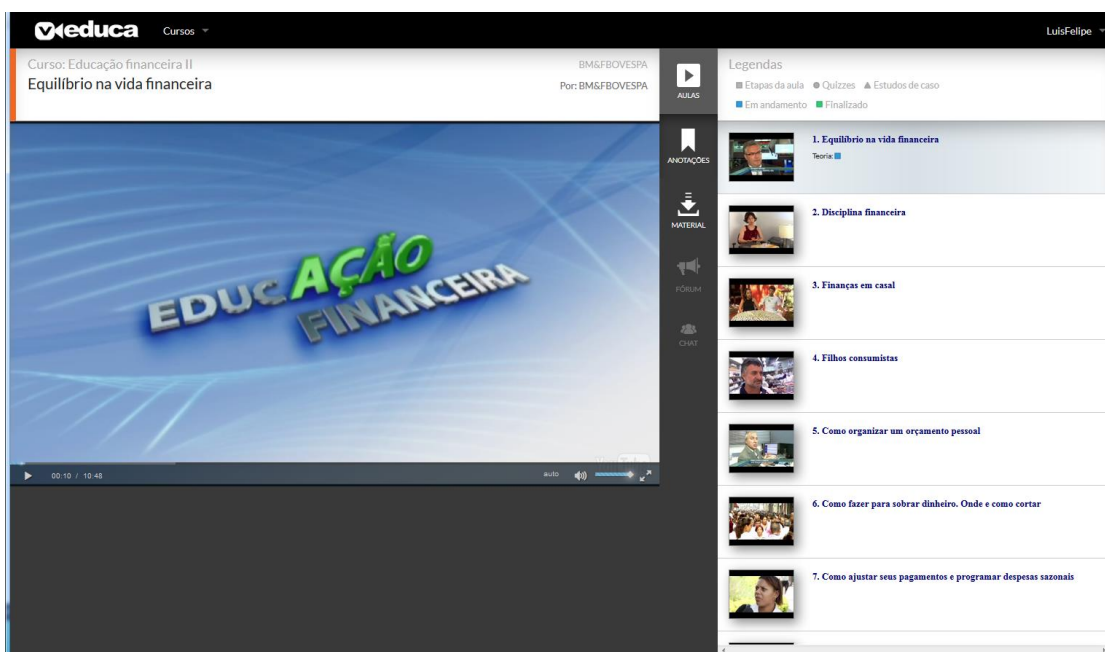 veduca
Cursos
LuisFelipe
Curso: Educação financeira II
BM&FBOVESPA
Equilíbrio na vida financeira
Por: BM&FBOVESPA
EDUCAÇÃO
FINANCEIRA
00:10 / 10:48
auto
AULAS
ANOTAÇÕES
MATERIAL
FÓRUM
CHAT
Legendas
Etapas da aula
Quizzes
Estudos de caso
Em andamento
Finalizado
1. Equilíbrio na vida financeira
Teoria:
2. Disciplina financeira
3. Finanças em casal
4. Filhos consumistas
5. Como organizar um orçamento pessoal
6. Como fazer para sobrar dinheiro. Onde e como cortar
7. Como ajustar seus pagamentos e programar despesas sazonais